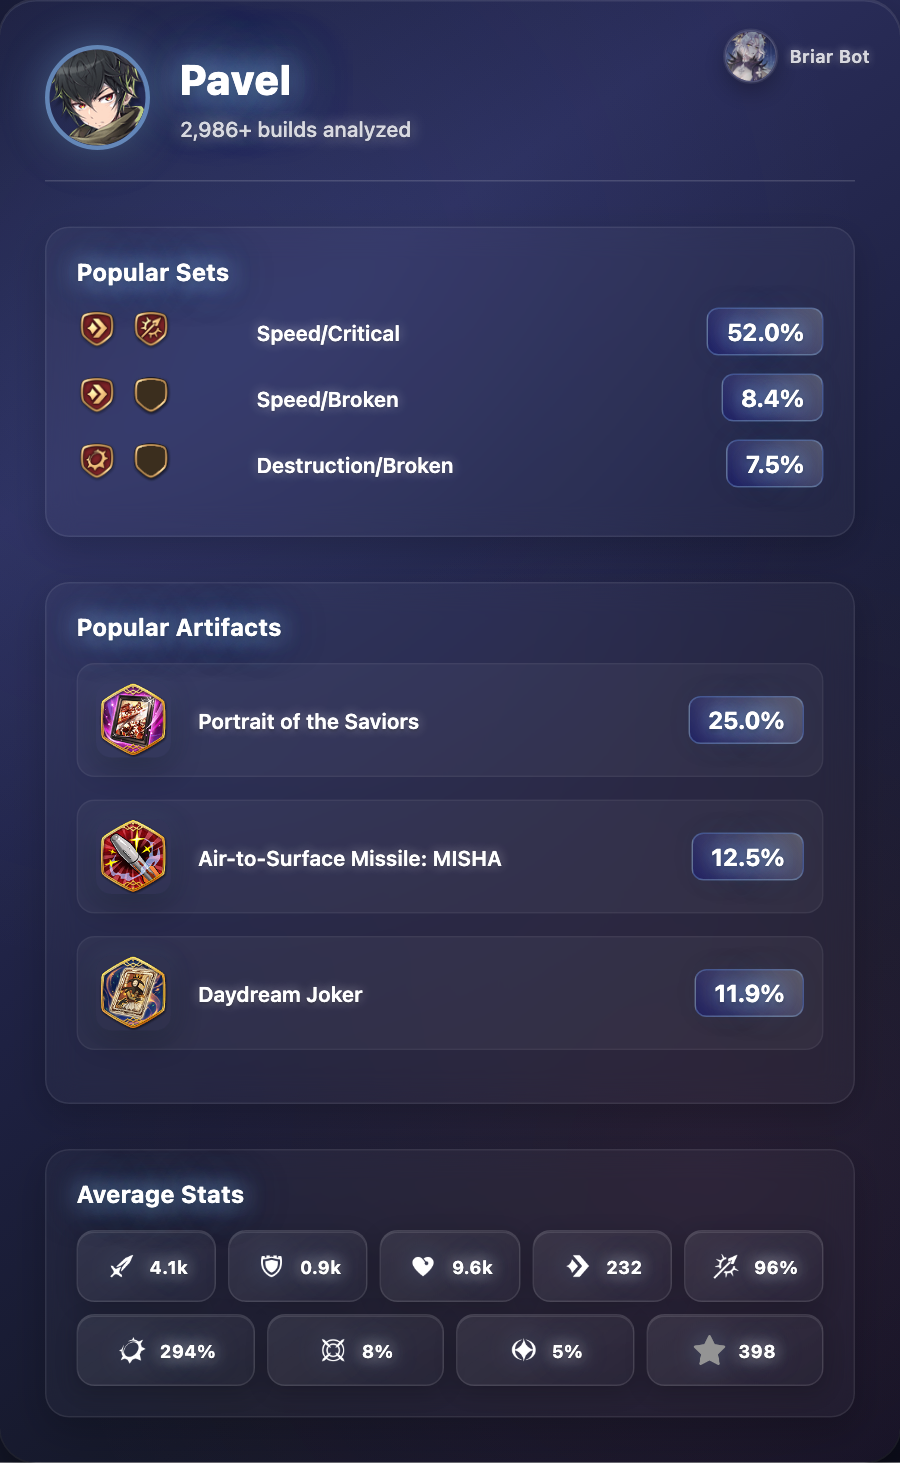 Pavel
2,986+ builds analyzed
Briar Bot
Popular Sets
Speed/Critical 52.0%
Speed/Broken 8.4%
Destruction/Broken 7.5%
Popular Artifacts
Portrait of the Saviors 25.0%
Air-to-Surface Missile: MISHA 12.5%
Daydream Joker 11.9%
Average Stats
4.1k 0.9k 9.6k 232 96%
294% 8% 5% 398